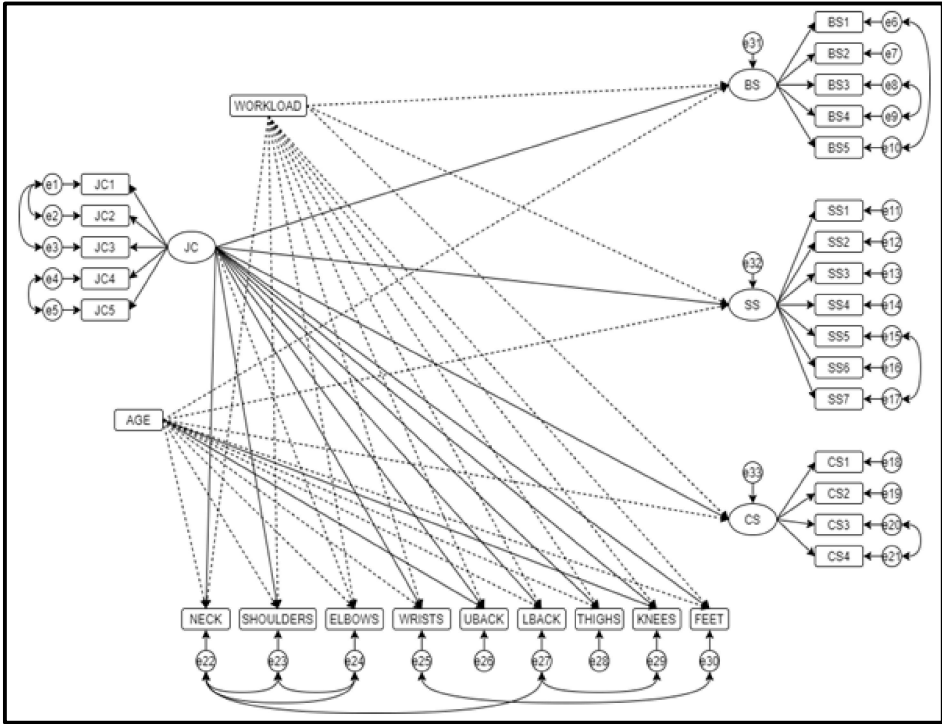 BS1
e6
e31
BS2
e7
BS
BS3
e8
WORKLOAD
BS4
e9
BS5
e10
e1
JC1
SS1
e11
e2
JC2
SS2
e12
e3
JC3
JC
e32
SS3
e13
e4
JC4
SS
SS4
e14
e5
JC5
SS5
e15
SS6
e16
SS7
e17
AGE
CS1
e18
e33
CS2
e19
CS
CS3
e20
CS4
e21
NECK SHOULDERS ELBOWS WRISTS UBACK LBACK THIGHS KNEES FEET
e22 e23 e24 e25 e26 e27 e28 e29 e30